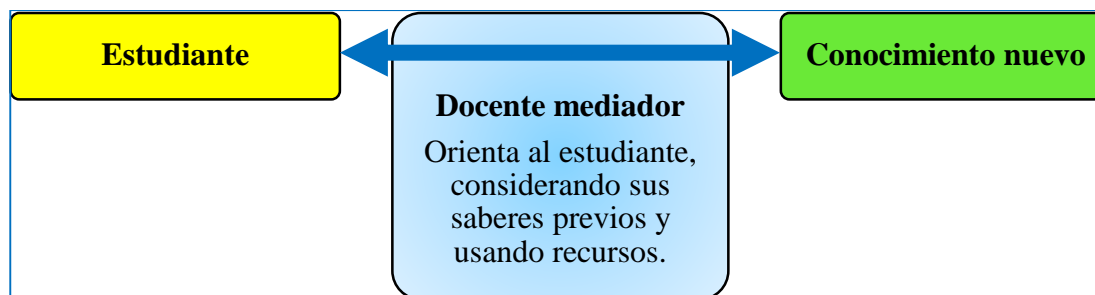 Estudiante
Conocimiento nuevo
Docente mediador
Orienta al estudiante,
considerando sus
saberes previos y
usando recursos.